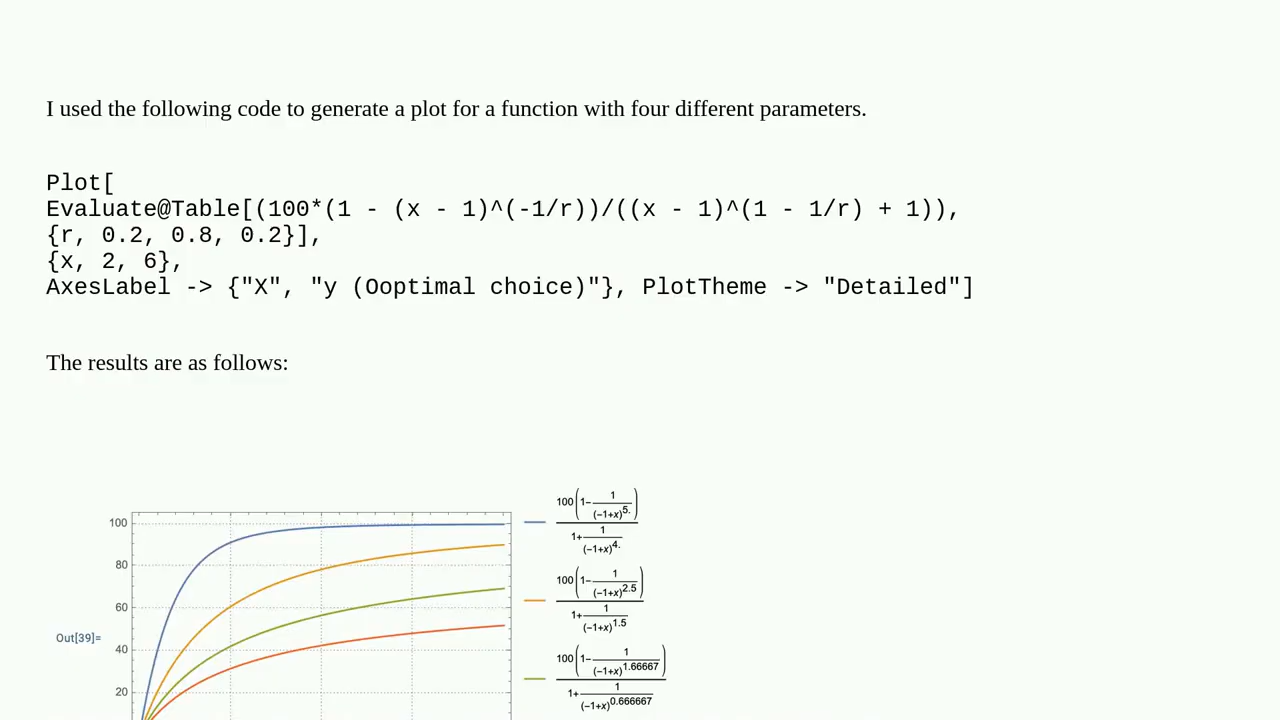 I used the following code to generate a plot for a function with four different parameters.
Plot[
Evaluate@Table[(100*(1 - (x - 1)^(-1/r))/((x - 1)^(1 - 1/r) + 1)),
{r, 0.2, 0.8, 0.2}],
{x, 2, 6},
AxesLabel -> {"X", "y (Ooptimal choice)"}, PlotTheme -> "Detailed"]
The results are as follows:
100
80
60
Out[39]=
40
20
100(1-1/(-1+x)^5.)
1+1/(-1+x)^4.
100(1-1/(-1+x)^2.5)
1+1/(-1+x)^1.5
100(1-1/(-1+x)^1.66667)
1+1/(-1+x)^0.666667